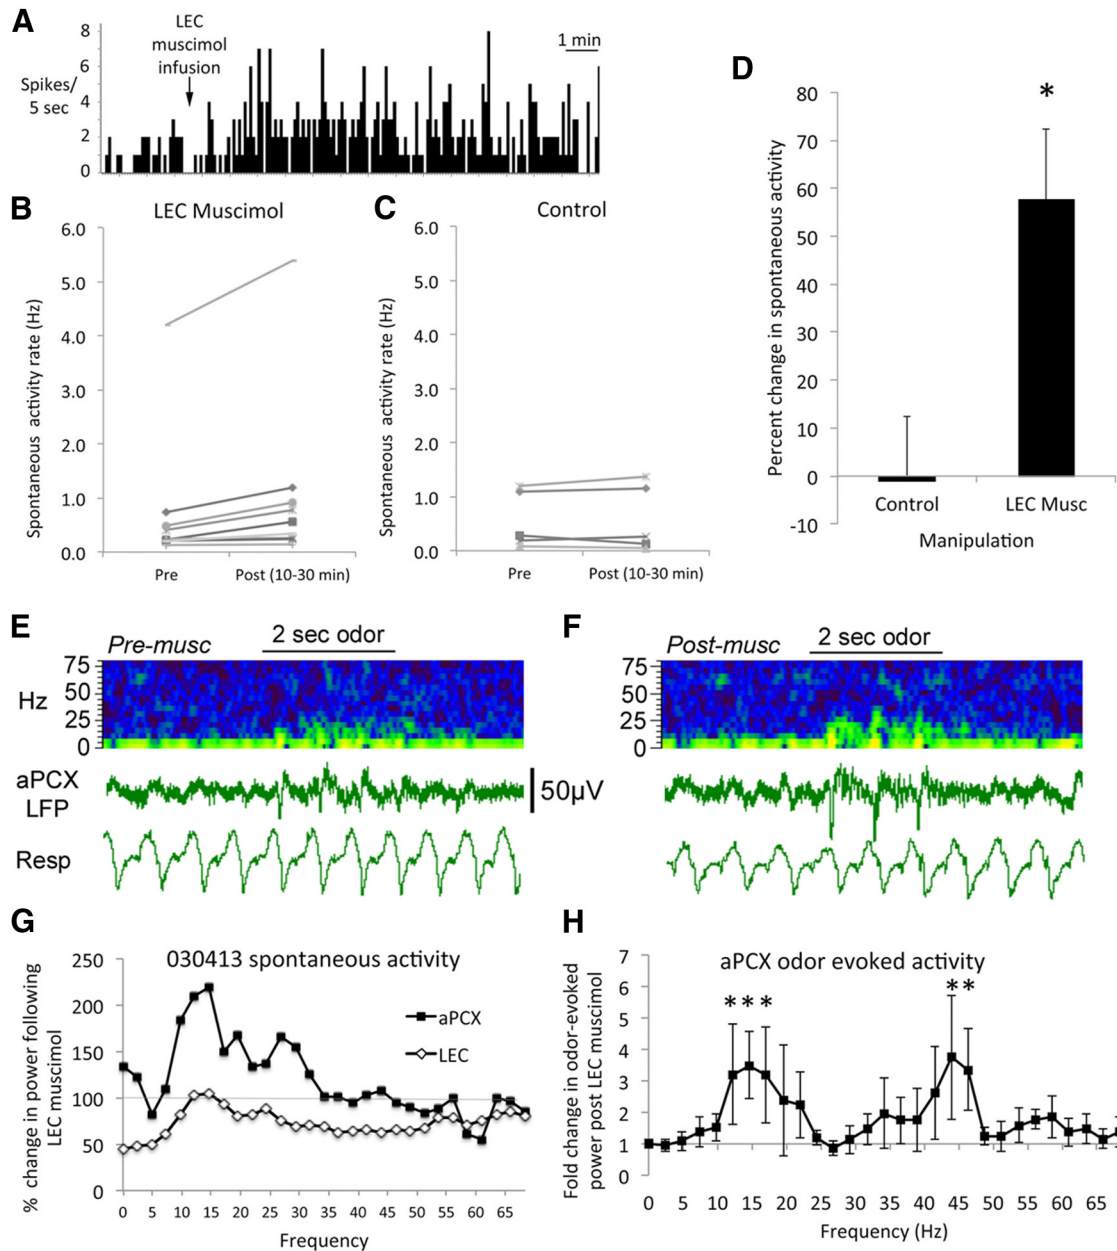 A
LEC
muscimol
infusion
1 min
Spikes/
5 sec
8
6
4
2
0
B
LEC Muscimol
Spontaneous activity rate (Hz)
6.0
5.0
4.0
3.0
2.0
1.0
0.0
Pre
Post (10-30 min)
C
Control
Spontaneous activity rate (Hz)
6.0
5.0
4.0
3.0
2.0
1.0
0.0
Pre
Post (10-30 min)
D
Percent change in spontaneous activity
80
70
60
50
40
30
20
10
0
-10
*
Control
LEC Musc
Manipulation
E
Pre-musc
2 sec odor
Hz
75
50
25
0
aPCX
LFP
50µV
Resp
F
Post-musc
2 sec odor
75
50
25
0
G
030413 spontaneous activity
% change in power following
LEC muscimol
250
200
150
100
50
0
aPCX
LEC
0 5 10 15 20 25 30 35 40 45 50 55 60 65
Frequency
H
aPCX odor evoked activity
Fold change in odor-evoked
power post LEC muscimol
7
6
5
4
3
2
1
0
***
**
0 5 10 15 20 25 30 35 40 45 50 55 60 65
Frequency (Hz)